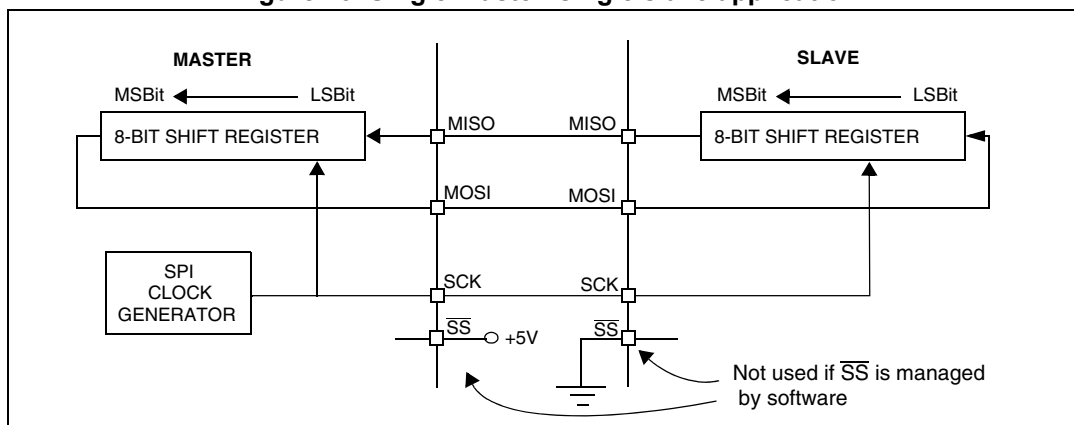 MASTER
SLAVE
MSBit LSBit
MSBit LSBit
8-BIT SHIFT REGISTER
MISO MISO
8-BIT SHIFT REGISTER
MOSI MOSI
SPI
CLOCK
GENERATOR
SCK SCK
SS +5V
SS
Not used if SS is managed
by software